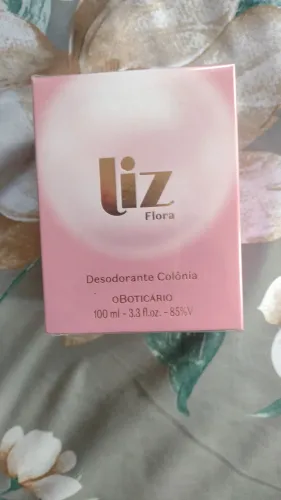 Liz
Flora
Desodorante Colônia
OBOTICÁRIO
100 ml - 3.3 fl.oz. - 85%V